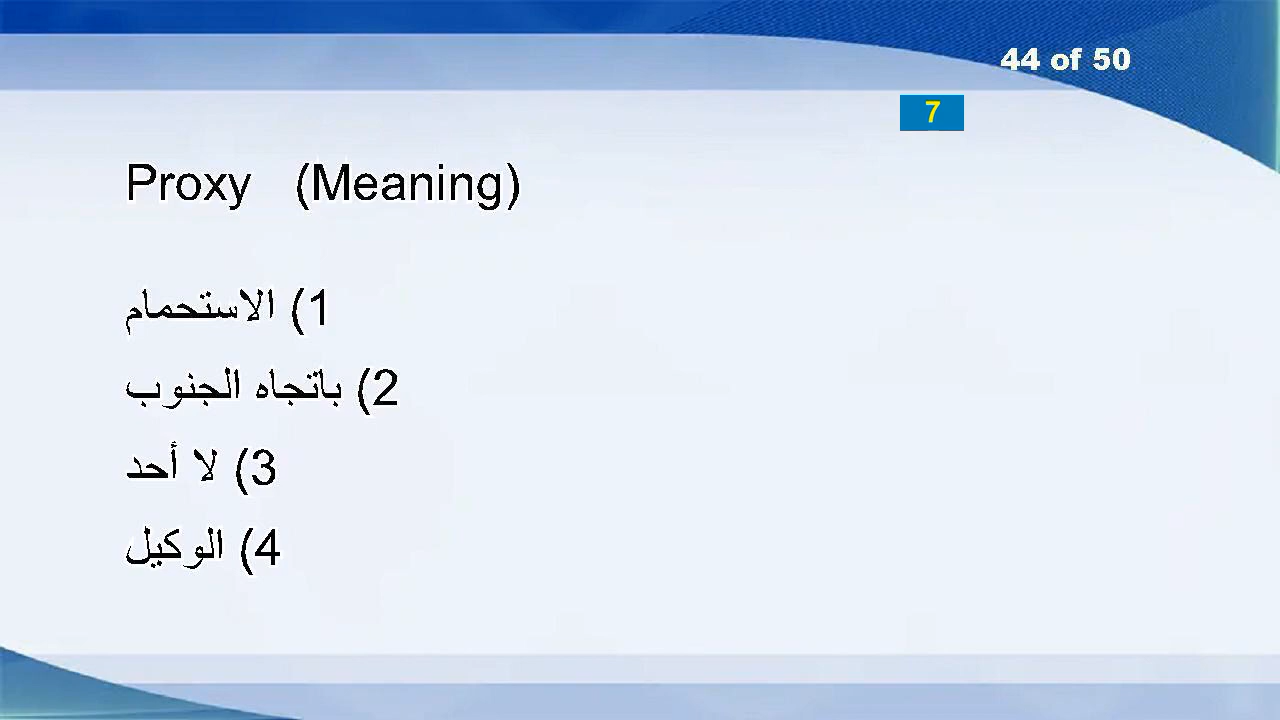 44 of 50
7
Proxy (Meaning)
1) الاستحمام
2) باتجاه الجنوب
3) لا أحد
4) الوكيل